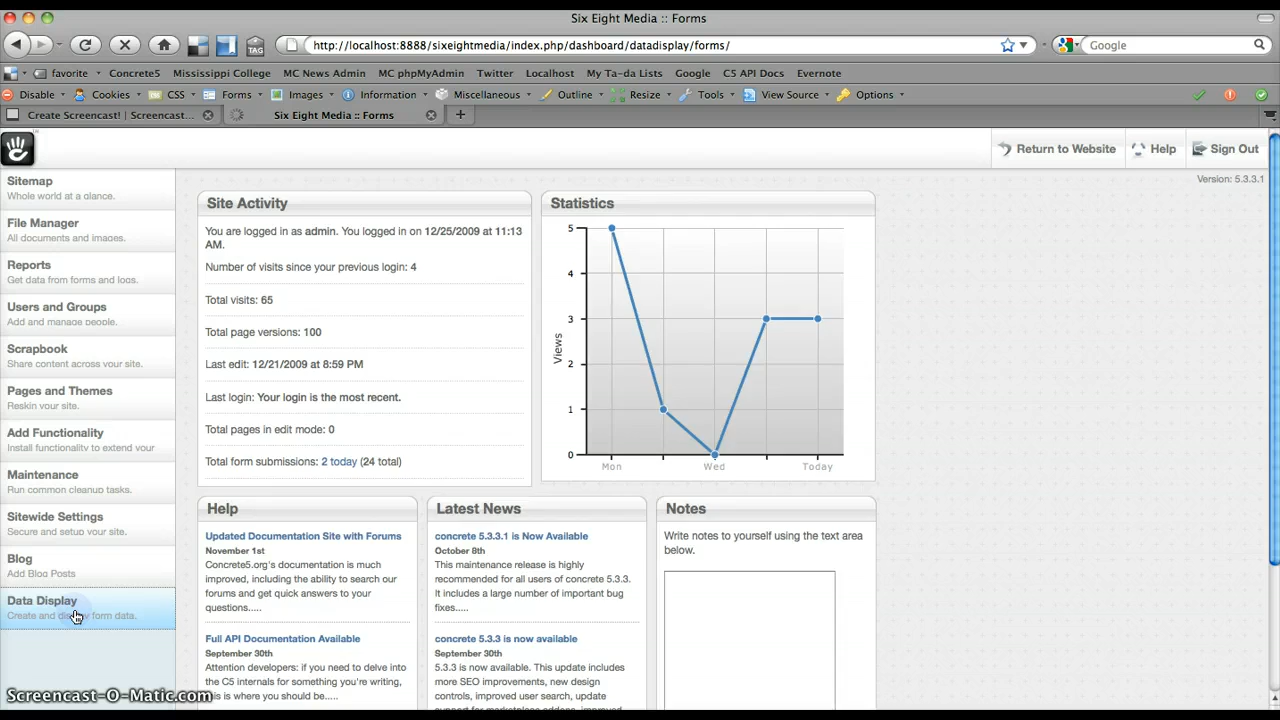 Six Eight Media :: Forms
http://localhost:8888/sixeightmedia/index.php/dashboard/datadisplay/forms/
Google
TAG
favorite Concrete5 Mississippi College MC News Admin MC phpMyAdmin Twitter Localhost My Ta-da Lists Google C5 API Docs Evernote
Disable Cookies CSS Forms Images Information Miscellaneous Outline Resize Tools View Source Options
Create Screencast! | Screencast... Six Eight Media :: Forms
Return to Website Help Sign Out
Version: 5.3.3.1
Sitemap
Whole world at a glance.
File Manager
All documents and images.
Reports
Get data from forms and logs.
Users and Groups
Add and manage people.
Scrapbook
Share content across your site.
Pages and Themes
Reskin your site.
Add Functionality
Install functionality to extend your
Maintenance
Run common cleanup tasks.
Sitewide Settings
Secure and setup your site.
Blog
Add Blog Posts
Data Display
Create and display form data.
Site Activity
You are logged in as admin. You logged in on 12/25/2009 at 11:13
AM.
Number of visits since your previous login: 4
Total visits: 65
Total page versions: 100
Last edit: 12/21/2009 at 8:59 PM
Last login: Your login is the most recent.
Total pages in edit mode: 0
Total form submissions: 2 today (24 total)
Statistics
5
4
3
2
1
0
Views
Mon Wed Today
Help
Updated Documentation Site with Forums
November 1st
Concrete5.org's documentation is much
improved, including the ability to search our
forums and get quick answers to your
questions.....
Full API Documentation Available
September 30th
Attention developers: if you need to delve into
the C5 internals for something you're writing,
this is where you should be.....
Latest News
concrete 5.3.3.1 is Now Available
October 8th
This maintenance release is highly
recommended for all users of concrete 5.3.3.
It includes a large number of important bug
fixes.....
concrete 5.3.3 is now available
September 30th
5.3.3 is now available. This update includes
more SEO improvements, new design
controls, improved user search, update
support for marketplace addons, improved
Notes
Write notes to yourself using the text area
below.
Screencast-O-Matic.com